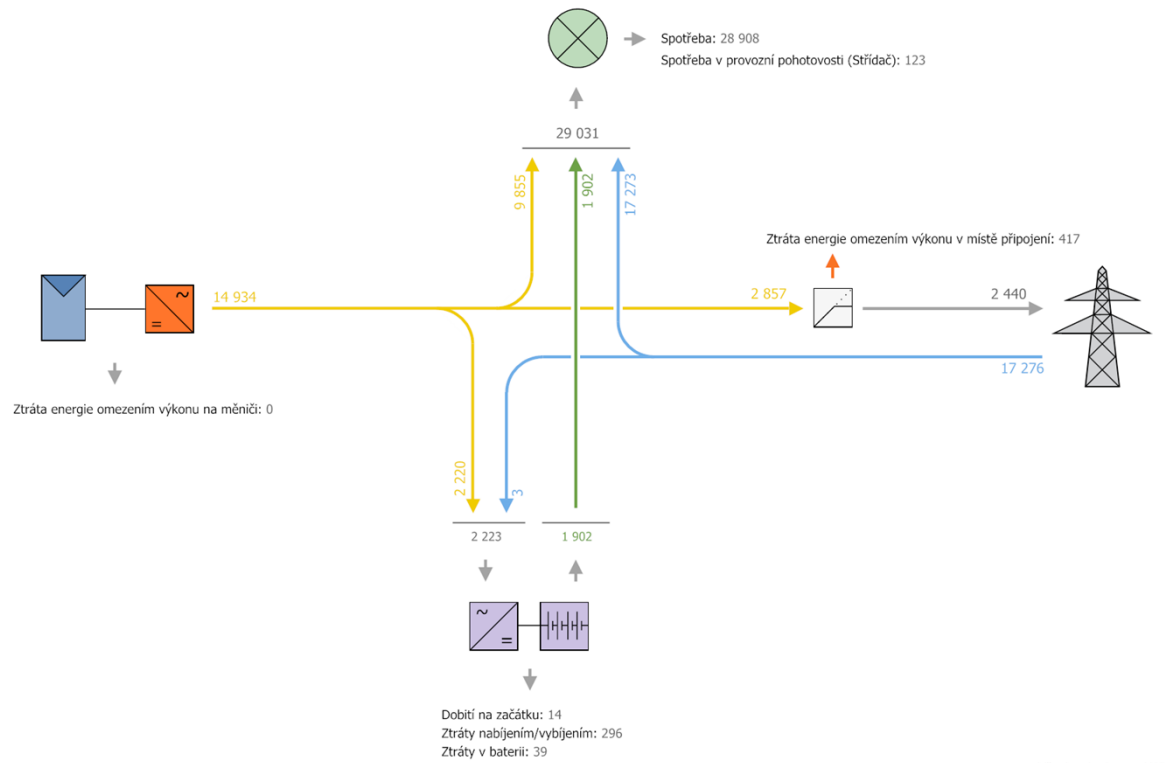 Spotřeba: 28 908
Spotřeba v provozní pohotovosti (Střídač): 123
29 031
9 855
1 902
17 273
Ztráta energie omezením výkonu v místě připojení: 417
14 934
2 857
2 440
17 276
Ztráta energie omezením výkonu na měniči: 0
2 220
3
2 223
1 902
Dobití na začátku: 14
Ztráty nabíjením/vybíjením: 296
Ztráty v baterii: 39